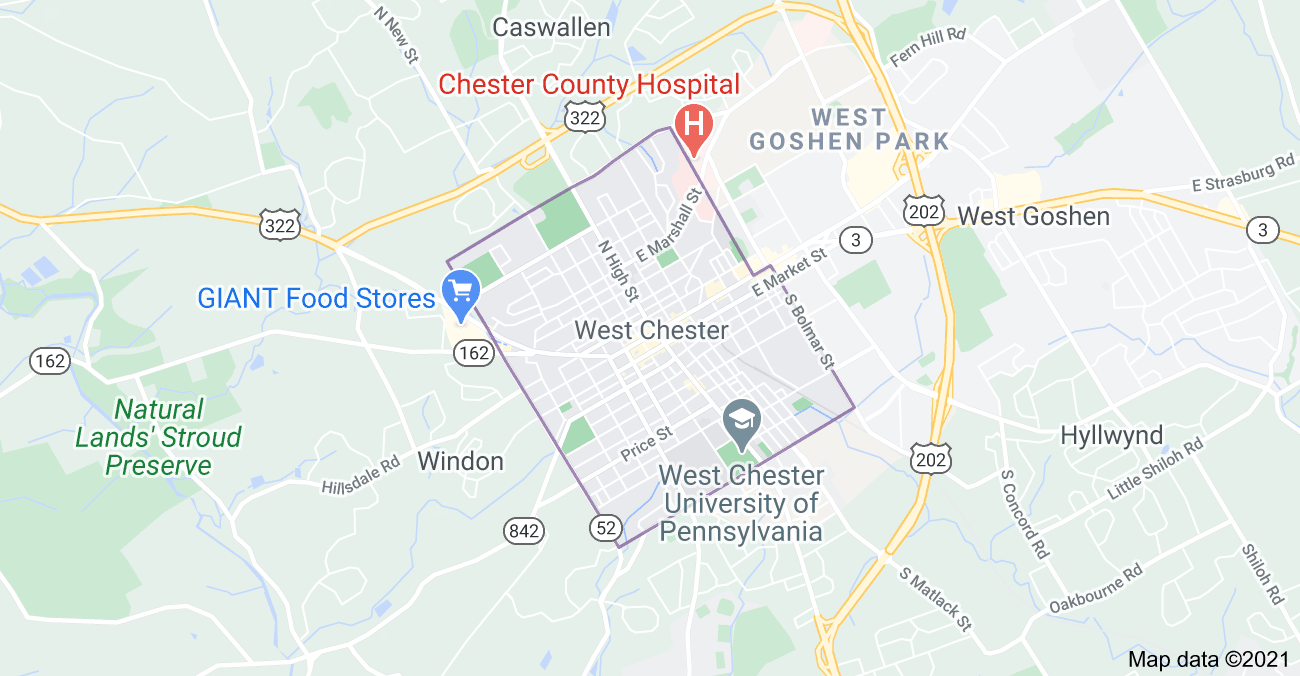 N New St
Caswallen
Fern Hill Rd
Chester County Hospital
H
322
WEST
GOSHEN PARK
E Strasburg Rd
322
E Marshall St
202
West Goshen
3
3
N High St
E Market St
GIANT Food Stores
S Bolmar St
West Chester
162
162
Natural
Lands' Stroud
Preserve
Price St
Hyllwynd
Windon
Hillsdale Rd
202
Little Shiloh Rd
West Chester
University of
Pennsylvania
S Concord Rd
842
52
Shiloh Rd
S Matlack St
Oakbourne Rd
Map data ©2021